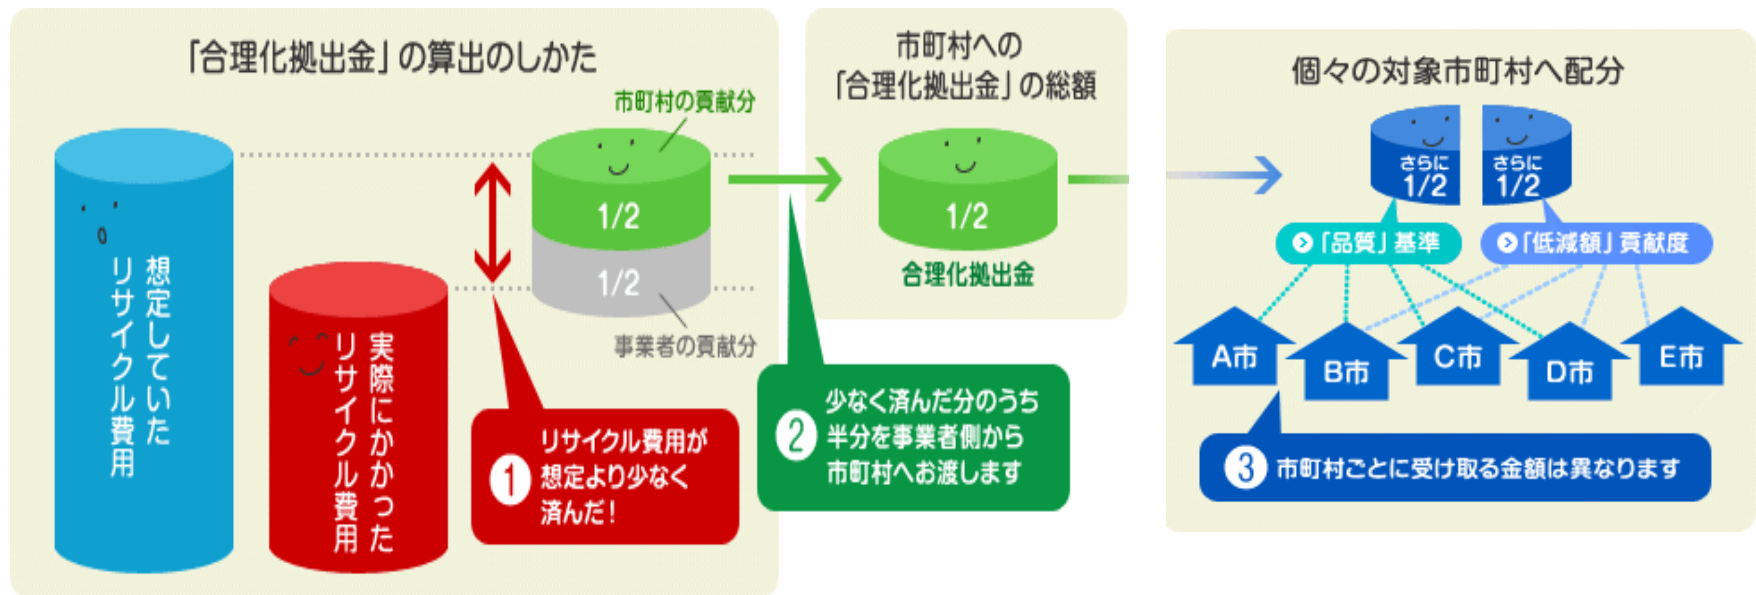 「合理化拠出金」の算出のしかた
想定していた
リサイクル費用
実際にかかった
リサイクル費用
市町村の貢献分
1/2
1/2
事業者の貢献分
1 リサイクル費用が
想定より少なく
済んだ!
市町村への
「合理化拠出金」の総額
1/2
合理化拠出金
2 少なく済んだ分のうち
半分を事業者側から
市町村へお渡します
個々の対象市町村へ配分
さらに
1/2
さらに
1/2
「品質」基準
「低減額」貢献度
A市
B市
C市
D市
E市
3 市町村ごとに受け取る金額は異なります